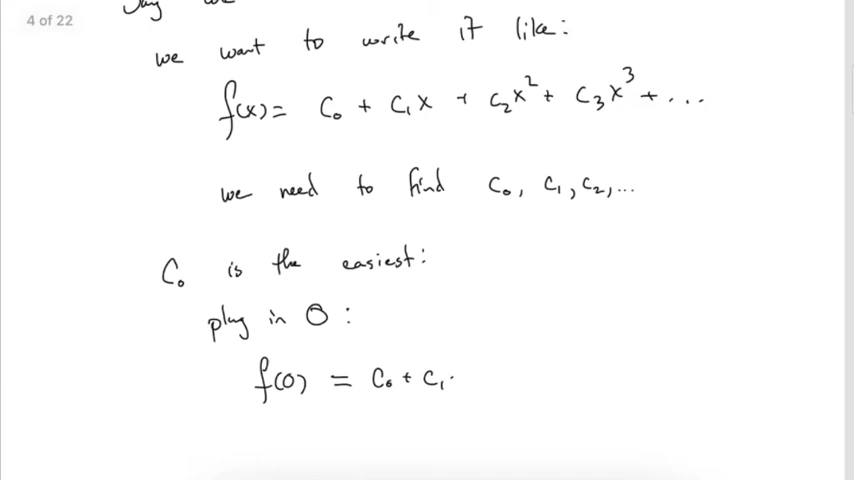 4 of 22
we want to write it like:
f(x) = C₀ + C₁x + C₂x² + C₃x³ + ...
we need to find C₀, C₁, C₂, ...
C₀ is the easiest:
plug in 0:
f(0) = C₀ + C₁·